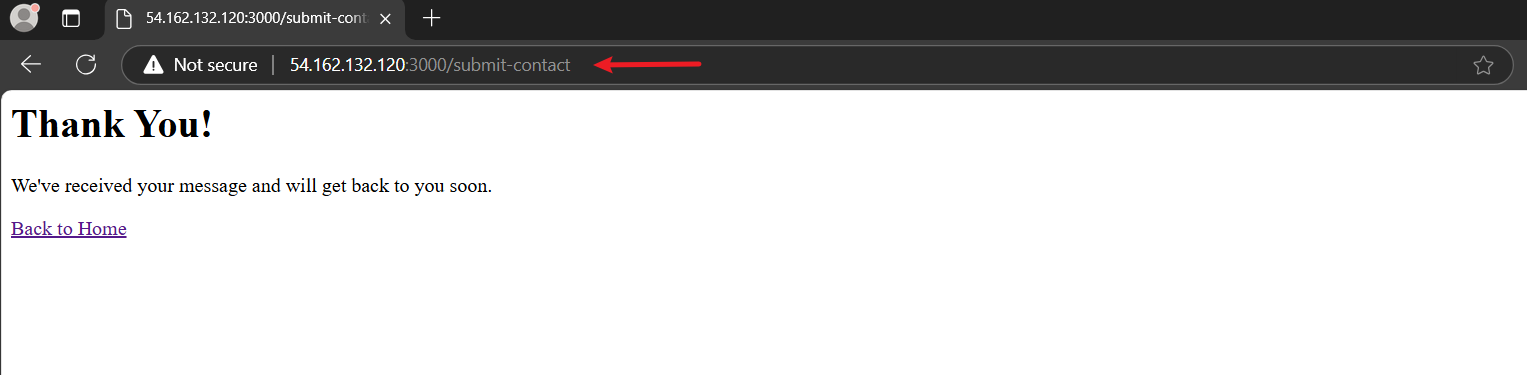 54.162.132.120:3000/submit-cont
Not secure
54.162.132.120:3000/submit-contact
Thank You!
We've received your message and will get back to you soon.
Back to Home